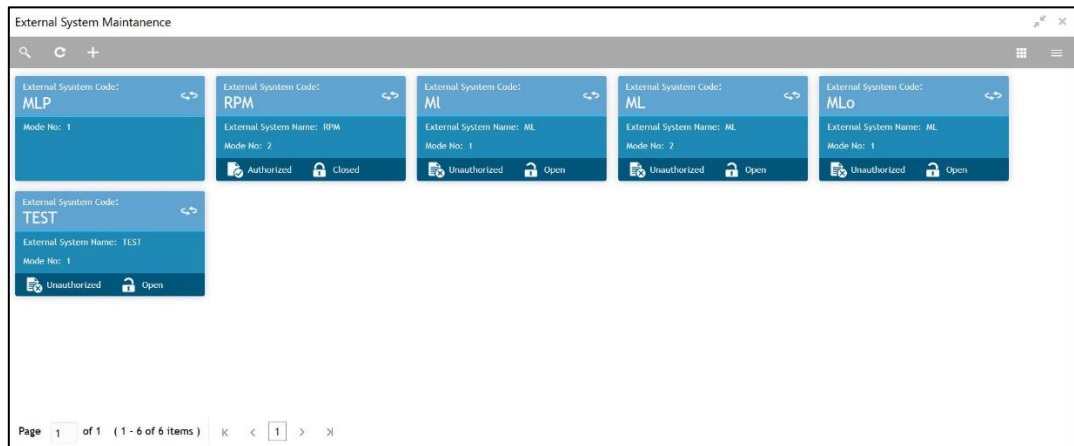 External System Maintanence
External Sysntem Code:
MLP
Mode No: 1
External Sysntem Code:
RPM
External System Name: RPM
Mode No: 2
Authorized Closed
External Sysntem Code:
Ml
External System Name: ML
Mode No: 1
Unauthorized Open
External Sysntem Code:
ML
External System Name: ML
Mode No: 2
Unauthorized Open
External Sysntem Code:
MLo
External System Name: ML
Mode No: 1
Unauthorized Open
External Sysntem Code:
TEST
External System Name: TEST
Mode No: 1
Unauthorized Open
Page 1 of 1 ( 1 - 6 of 6 items ) 1